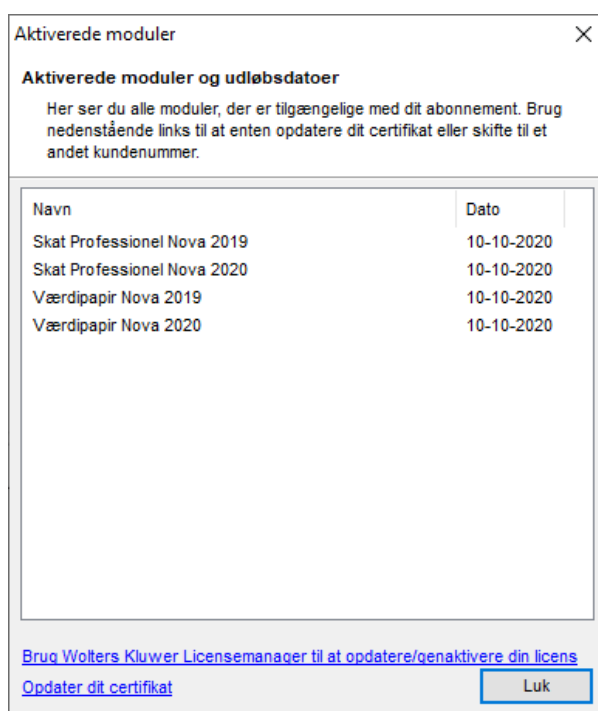 Aktiverede moduler
Aktiverede moduler og udløbsdatoer
Her ser du alle moduler, der er tilgængelige med dit abonnement. Brug
nedenstående links til at enten opdatere dit certifikat eller skifte til et
andet kundenummer.
Navn Dato
Skat Professionel Nova 2019 10-10-2020
Skat Professionel Nova 2020 10-10-2020
Værdipapir Nova 2019 10-10-2020
Værdipapir Nova 2020 10-10-2020
Brug Wolters Kluwer Licensemanager til at opdatere/genaktivere din licens
Opdater dit certifikat Luk